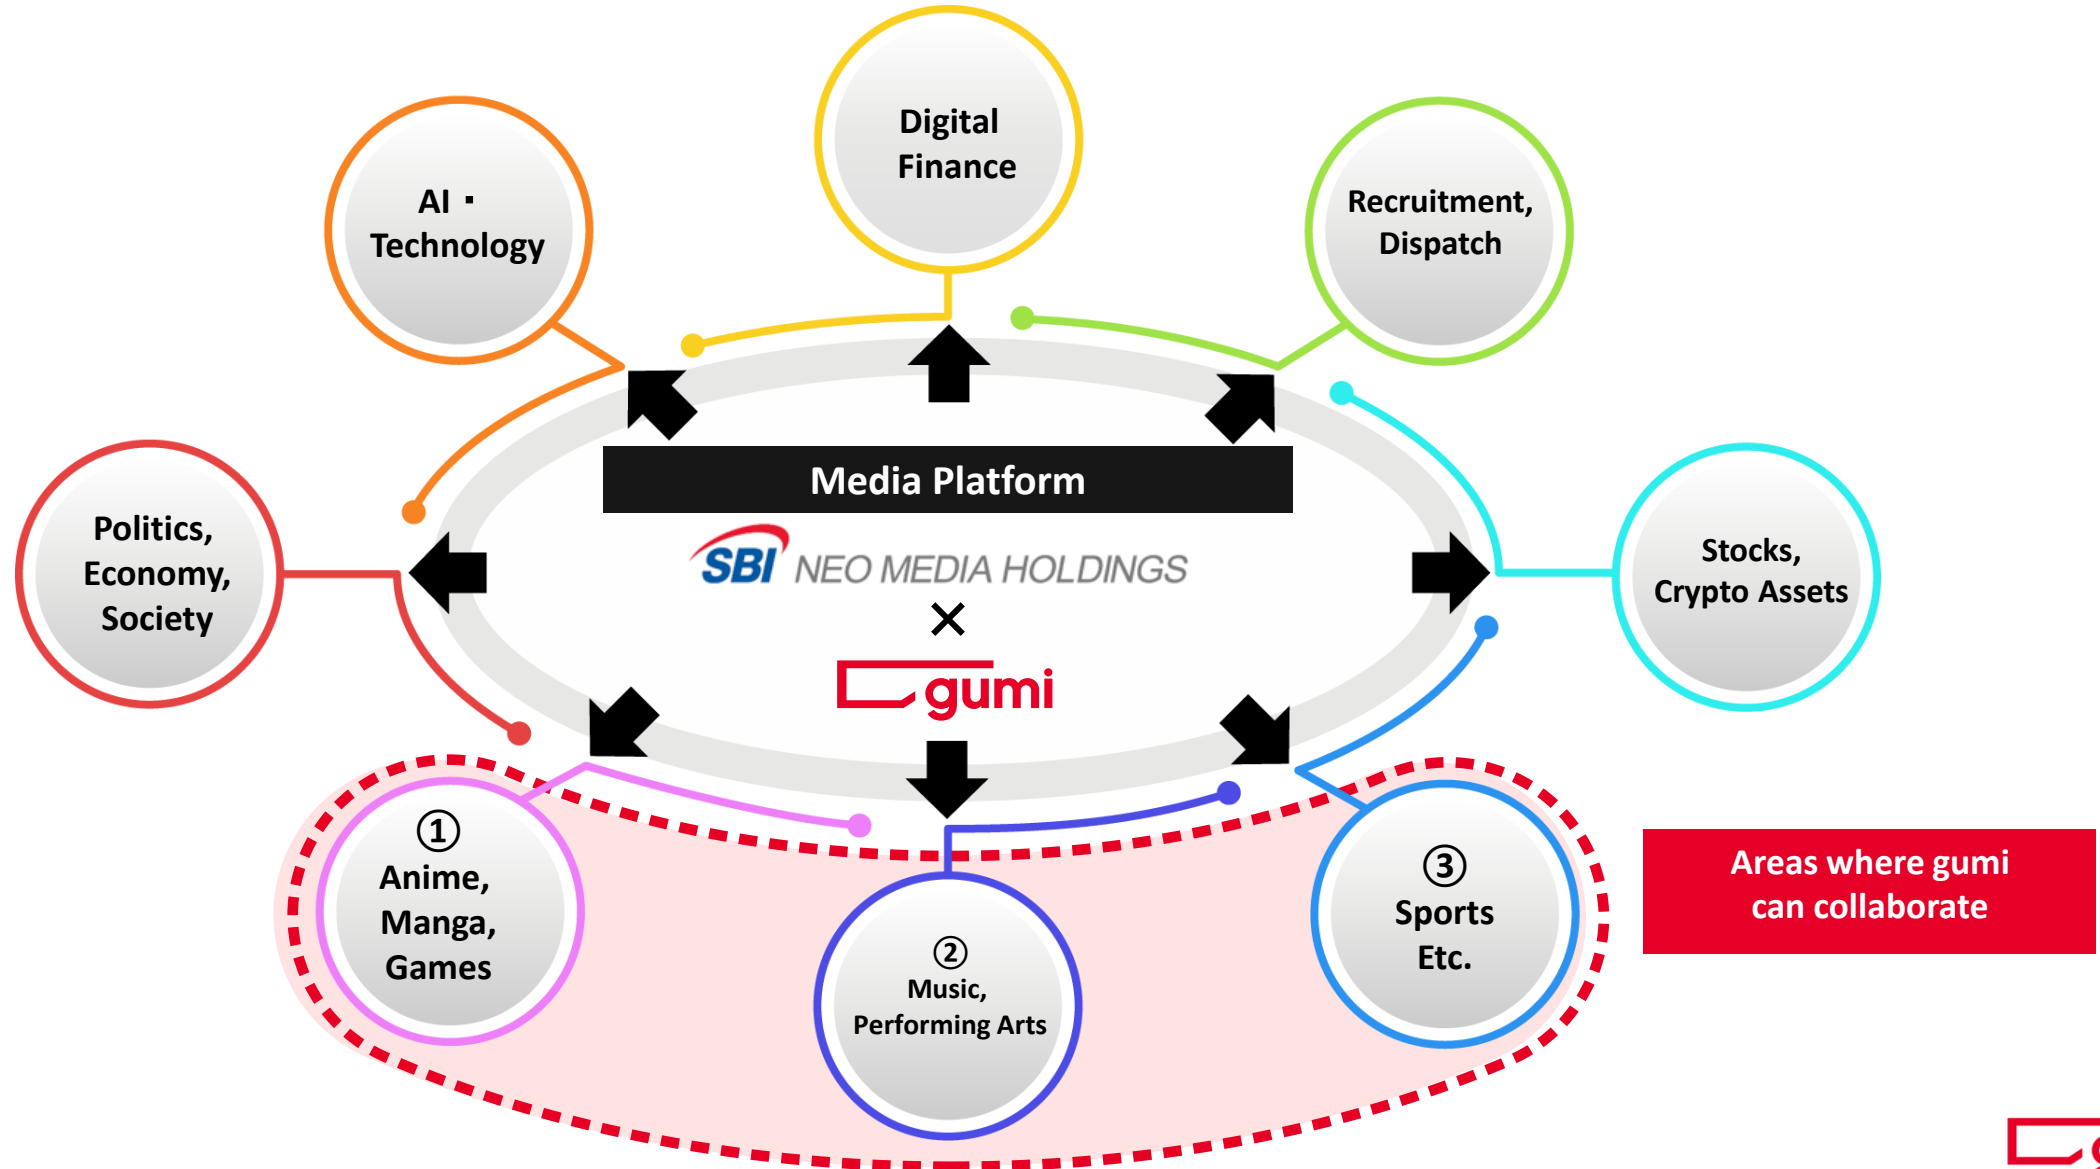 Digital
Finance
AI ・
Technology
Recruitment,
Dispatch
Politics,
Economy,
Society
Media Platform
SBI NEO MEDIA HOLDINGS
×
gumi
Stocks,
Crypto Assets
①
Anime,
Manga,
Games
②
Music,
Performing Arts
③
Sports
Etc.
Areas where gumi
can collaborate